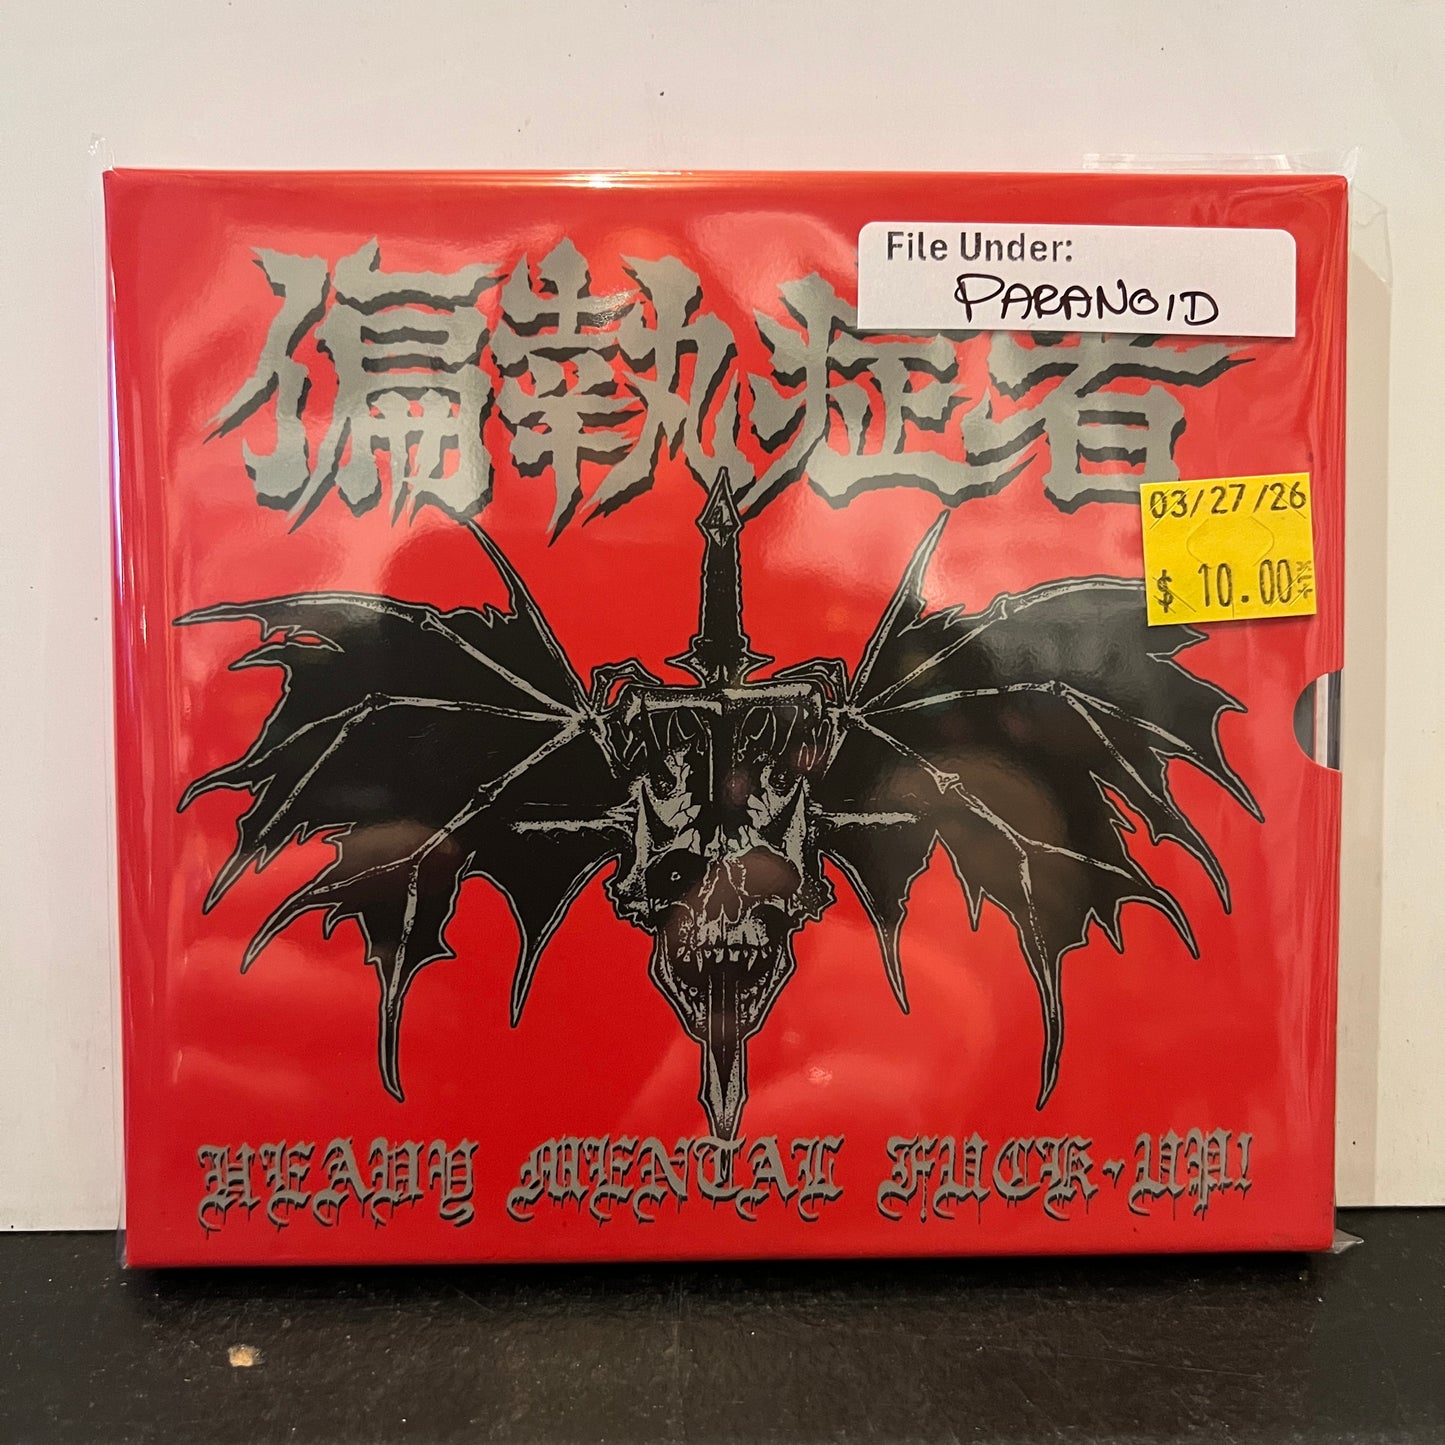 File Under:
PARANOID
偏執症者
03/27/26
$ 10.00
HEAVY MENTAL FUCK-UP!